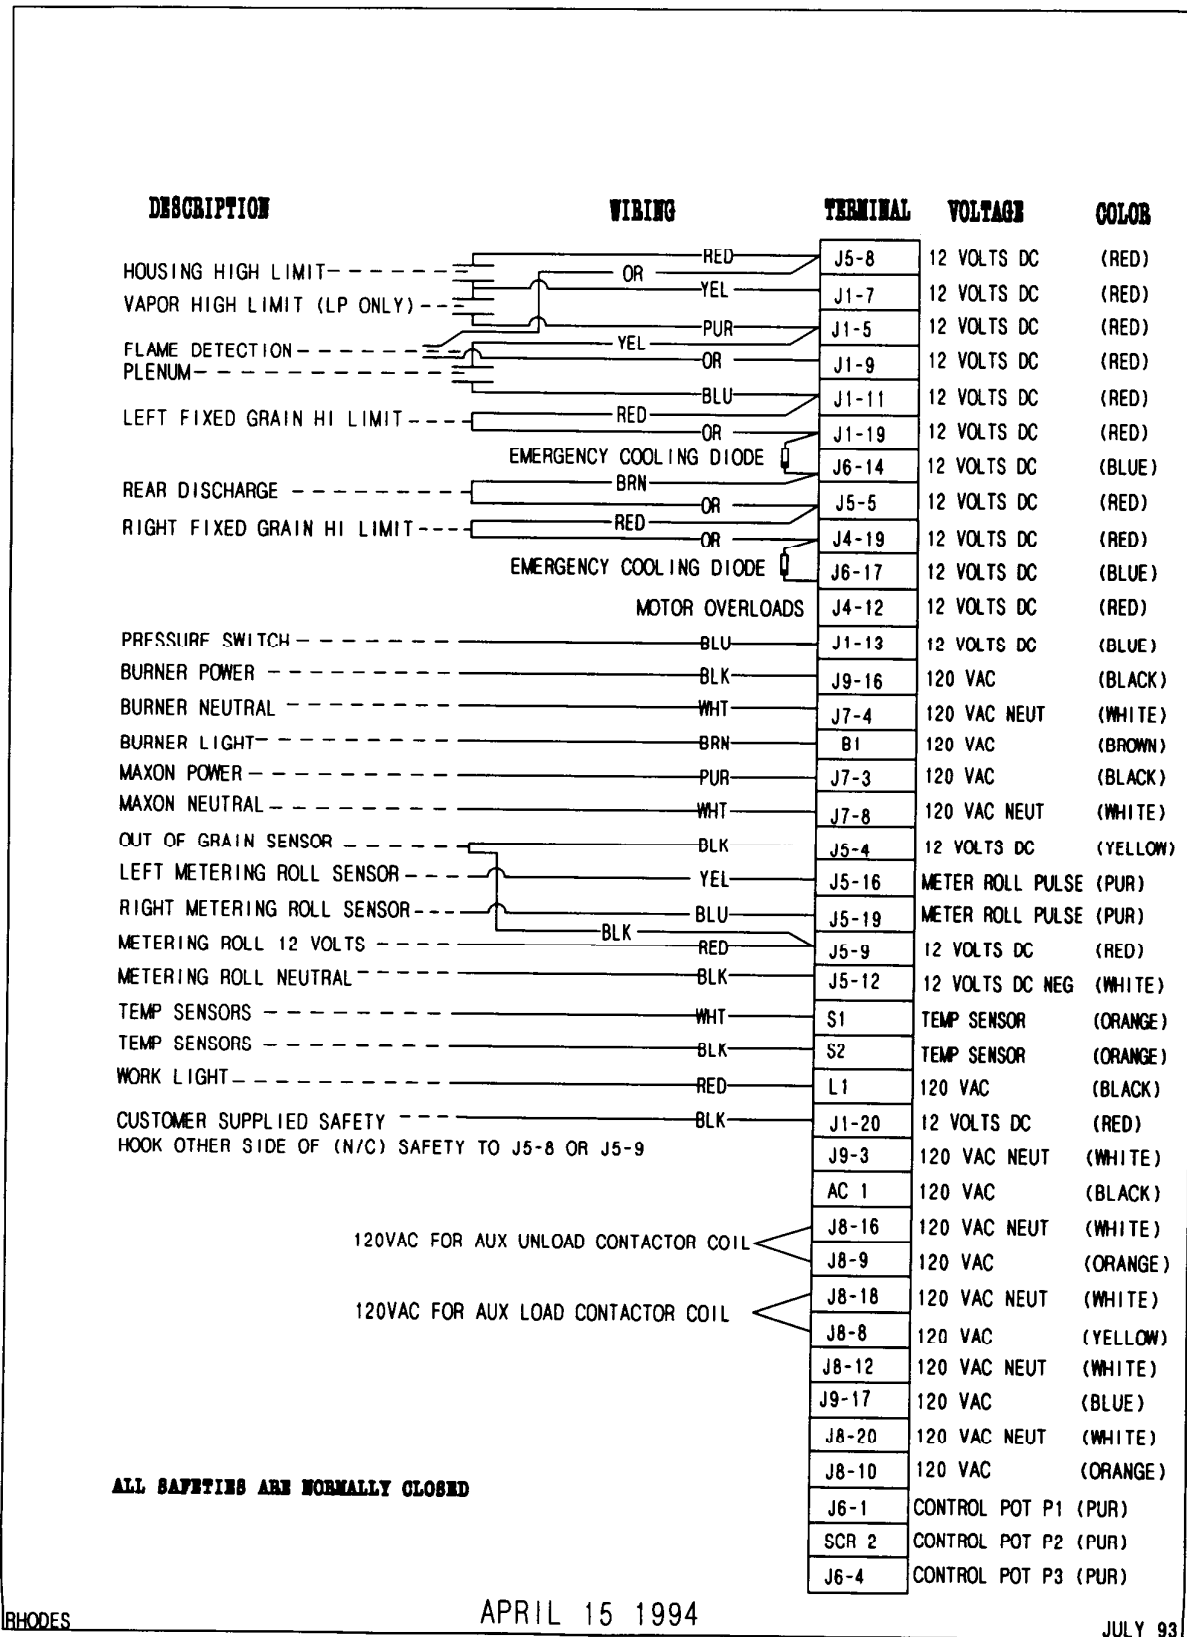 DESCRIPTION WIRING TERMINAL VOLTAGE COLOR
HOUSING HIGH LIMIT RED J5-8 12 VOLTS DC (RED)
OR
VAPOR HIGH LIMIT (LP ONLY) YEL J1-7 12 VOLTS DC (RED)
PUR J1-5 12 VOLTS DC (RED)
FLAME DETECTION YEL
PLENUM OR J1-9 12 VOLTS DC (RED)
BLU J1-11 12 VOLTS DC (RED)
LEFT FIXED GRAIN HI LIMIT RED
OR J1-19 12 VOLTS DC (RED)
EMERGENCY COOLING DIODE J6-14 12 VOLTS DC (BLUE)
REAR DISCHARGE BRN
OR J5-5 12 VOLTS DC (RED)
RIGHT FIXED GRAIN HI LIMIT RED
OR J4-19 12 VOLTS DC (RED)
EMERGENCY COOLING DIODE J6-17 12 VOLTS DC (BLUE)
MOTOR OVERLOADS J4-12 12 VOLTS DC (RED)
PRESSURE SWITCH BLU J1-13 12 VOLTS DC (BLUE)
BURNER POWER BLK J9-16 120 VAC (BLACK)
BURNER NEUTRAL WHT J7-4 120 VAC NEUT (WHITE)
BURNER LIGHT BRN B1 120 VAC (BROWN)
MAXON POWER PUR J7-3 120 VAC (BLACK)
MAXON NEUTRAL WHT J7-8 120 VAC NEUT (WHITE)
OUT OF GRAIN SENSOR BLK J5-4 12 VOLTS DC (YELLOW)
LEFT METERING ROLL SENSOR YEL J5-16 METER ROLL PULSE (PUR)
RIGHT METERING ROLL SENSOR BLU J5-19 METER ROLL PULSE (PUR)
BLK
METERING ROLL 12 VOLTS RED J5-9 12 VOLTS DC (RED)
METERING ROLL NEUTRAL BLK J5-12 12 VOLTS DC NEG (WHITE)
TEMP SENSORS WHT S1 TEMP SENSOR (ORANGE)
TEMP SENSORS BLK S2 TEMP SENSOR (ORANGE)
WORK LIGHT RED L1 120 VAC (BLACK)
CUSTOMER SUPPLIED SAFETY BLK J1-20 12 VOLTS DC (RED)
HOOK OTHER SIDE OF (N/C) SAFETY TO J5-8 OR J5-9
J9-3 120 VAC NEUT (WHITE)
AC 1 120 VAC (BLACK)
J8-16 120 VAC NEUT (WHITE)
120VAC FOR AUX UNLOAD CONTACTOR COIL
J8-9 120 VAC (ORANGE)
J8-18 120 VAC NEUT (WHITE)
120VAC FOR AUX LOAD CONTACTOR COIL
J8-8 120 VAC (YELLOW)
J8-12 120 VAC NEUT (WHITE)
J9-17 120 VAC (BLUE)
J8-20 120 VAC NEUT (WHITE)
J8-10 120 VAC (ORANGE)
ALL SAFETIES ARE NORMALLY CLOSED
J6-1 CONTROL POT P1 (PUR)
SCR 2 CONTROL POT P2 (PUR)
J6-4 CONTROL POT P3 (PUR)
RHODES APRIL 15 1994 JULY 93